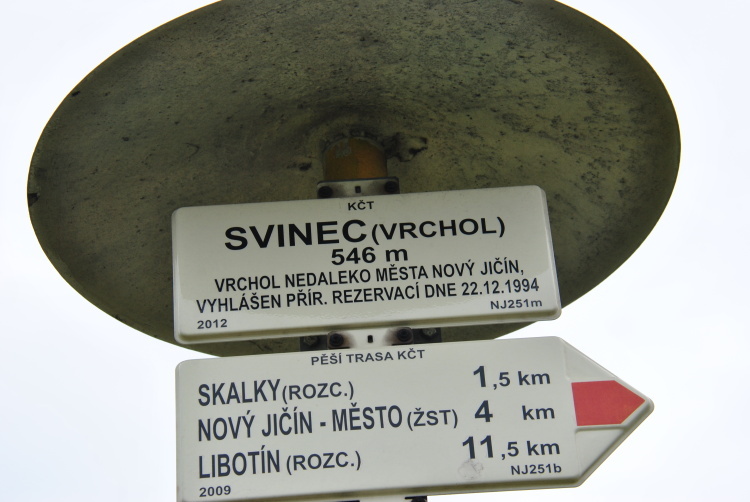 KČT
SVINEC (VRCHOL)
546 m
VRCHOL NEDALEKO MĚSTA NOVÝ JIČÍN,
VYHLÁŠEN PŘÍR. REZERVACÍ DNE 22.12.1994
2012 NJ251m
PĚŠÍ TRASA KČT
SKALKY (ROZC.) 1,5 km
NOVÝ JIČÍN - MĚSTO (ŽST) 4 km
LIBOTÍN (ROZC.) 11,5 km
2009 NJ251b